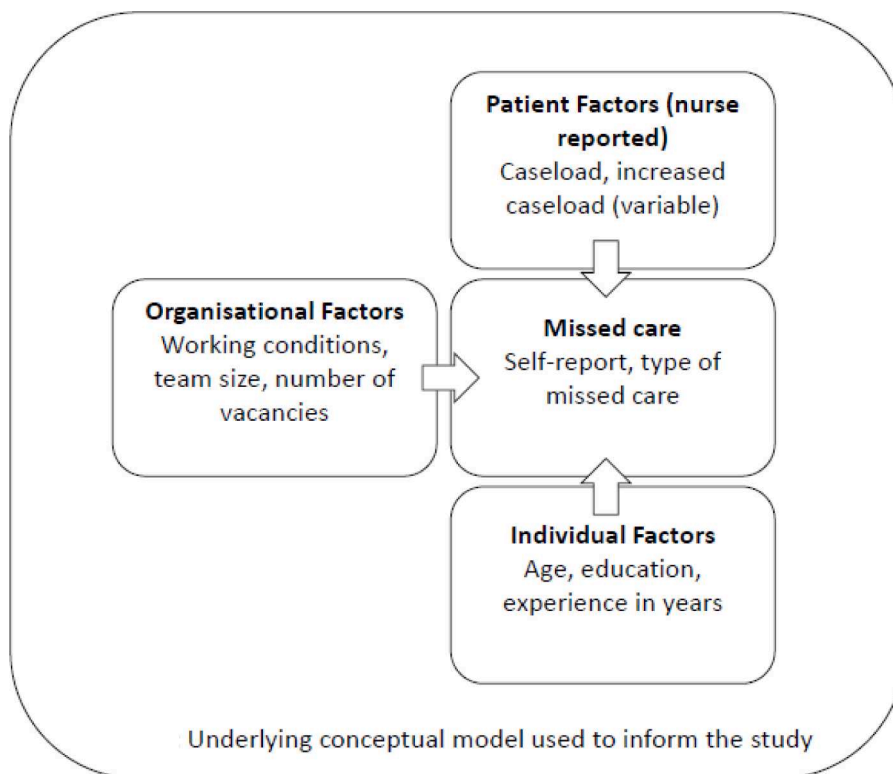 Patient Factors (nurse
reported)
Caseload, increased
caseload (variable)
Organisational Factors
Working conditions,
team size, number of
vacancies
Missed care
Self-report, type of
missed care
Individual Factors
Age, education,
experience in years
Underlying conceptual model used to inform the study